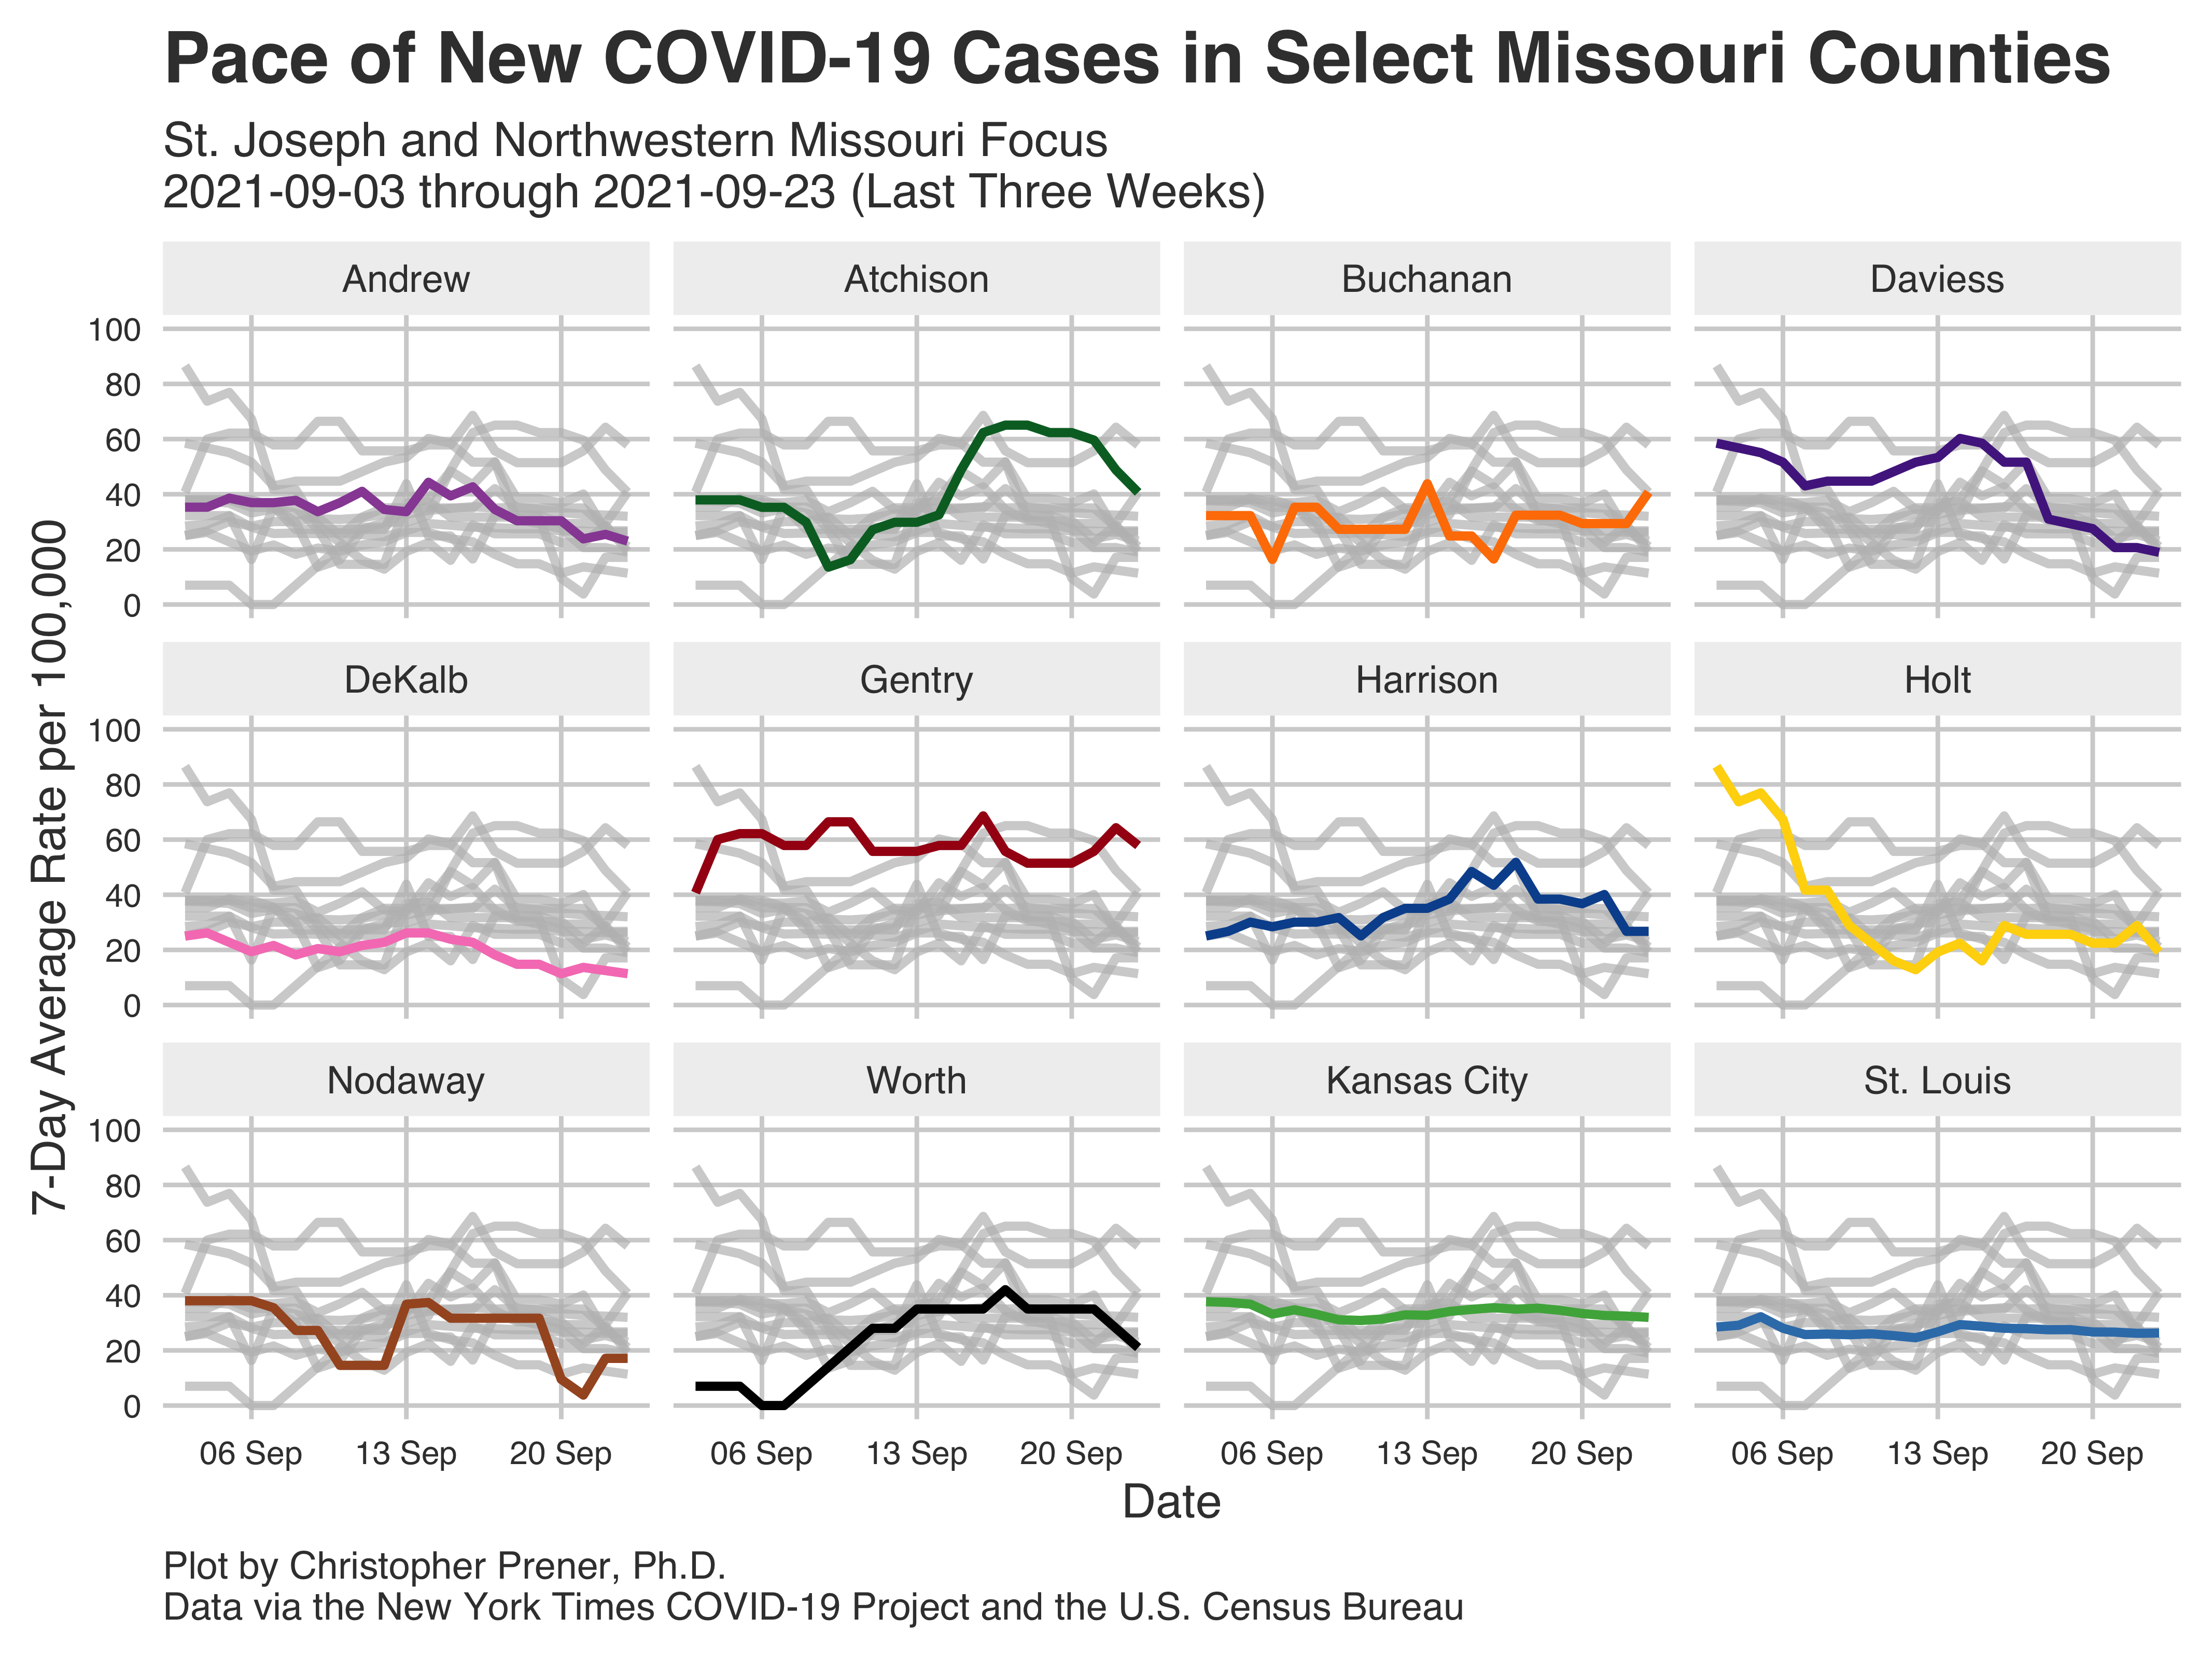 Pace of New COVID-19 Cases in Select Missouri Counties
St. Joseph and Northwestern Missouri Focus
2021-09-03 through 2021-09-23 (Last Three Weeks)
7-Day Average Rate per 100,000
Andrew
Atchison
Buchanan
Daviess
100
80
60
40
20
0
DeKalb
Gentry
Harrison
Holt
100
80
60
40
20
0
Nodaway
Worth
Kansas City
St. Louis
100
80
60
40
20
0
06 Sep 13 Sep 20 Sep
06 Sep 13 Sep 20 Sep
06 Sep 13 Sep 20 Sep
06 Sep 13 Sep 20 Sep
Date
Plot by Christopher Prener, Ph.D.
Data via the New York Times COVID-19 Project and the U.S. Census Bureau